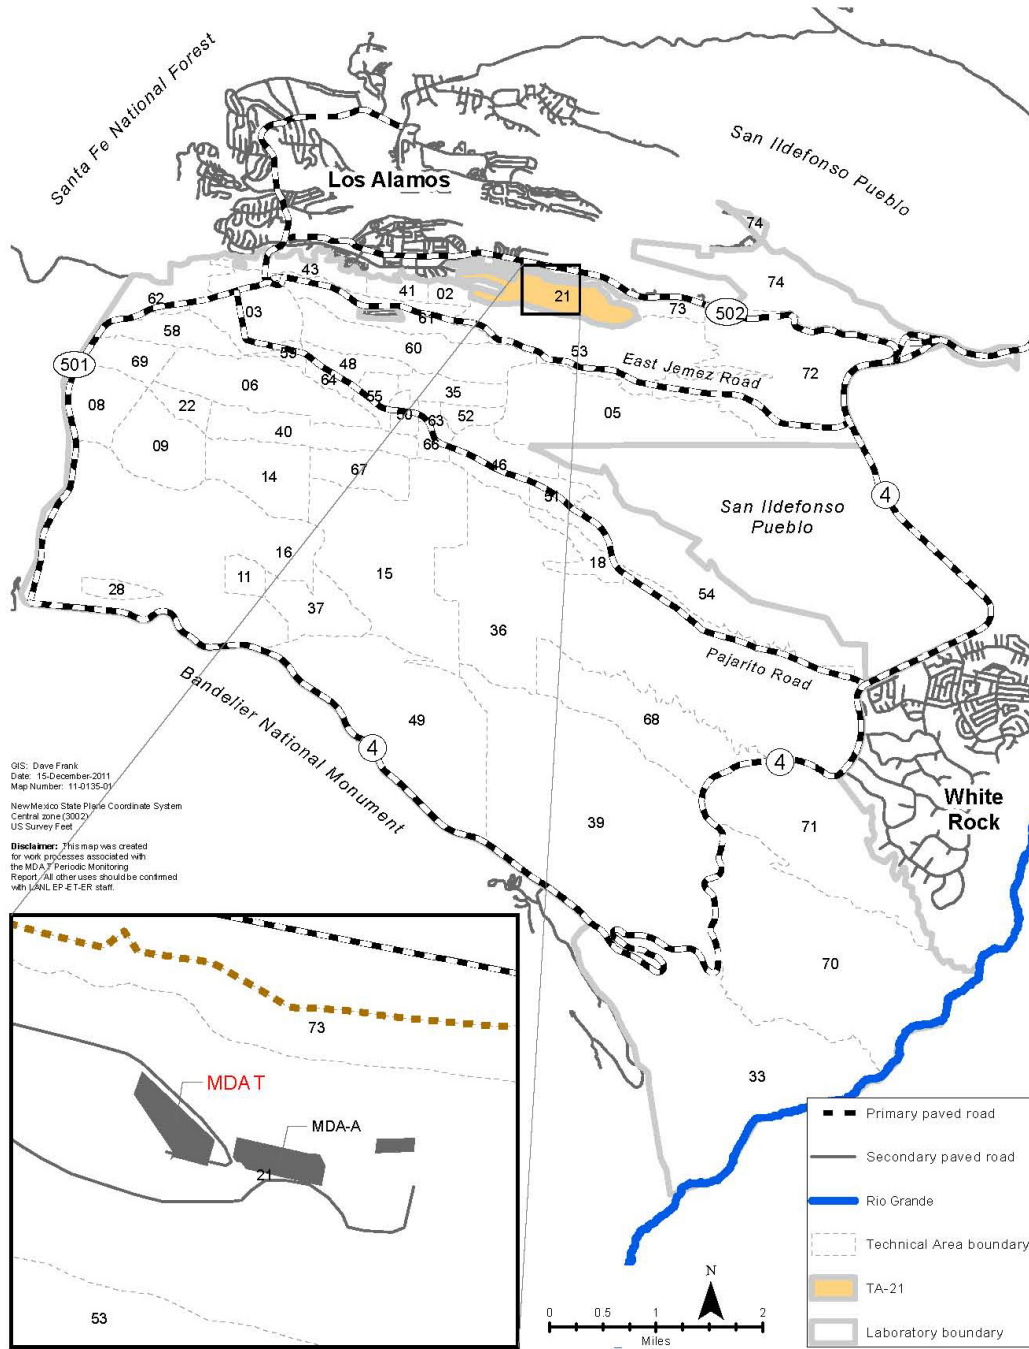 Santa Fe National Forest
San Ildefonso Pueblo
Los Alamos
74
74
43
41
02
21
73
502
62
03
61
58
59
60
53
East Jemez Road
72
501
69
48
64
06
55
35
08
22
50
63
52
05
09
40
66
46
4
14
67
51
San Ildefonso
Pueblo
16
18
11
15
28
54
37
36
Pajarito Road
Bandelier National Monument
49
68
4
4
GIS: Dave Frank
Date: 15-December-2011
Map Number: 11-0135-01
New Mexico State Plane Coordinate System
Central zone (3002)
US Survey Feet
Disclaimer: This map was created
for work processes associated with
the MDA T Periodic Monitoring
Report. All other uses should be confirmed
with LANL EP-ET-ER staff.
39
71
White
Rock
70
33
73
MDA T
MDA-A
21
53
Primary paved road
Secondary paved road
Rio Grande
Technical Area boundary
TA-21
Laboratory boundary
N
0 0.5 1 2
Miles